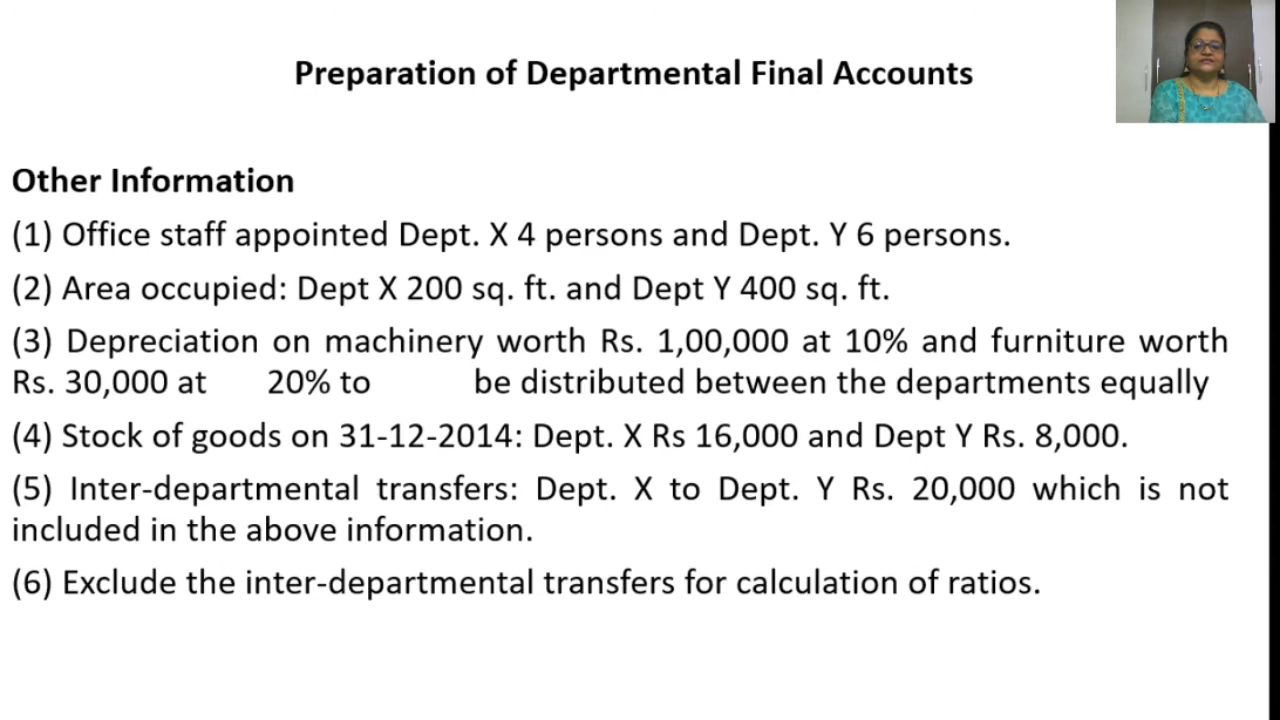 Preparation of Departmental Final Accounts
Other Information
(1) Office staff appointed Dept. X 4 persons and Dept. Y 6 persons.
(2) Area occupied: Dept X 200 sq. ft. and Dept Y 400 sq. ft.
(3) Depreciation on machinery worth Rs. 1,00,000 at 10% and furniture worth
Rs. 30,000 at 20% to be distributed between the departments equally
(4) Stock of goods on 31-12-2014: Dept. X Rs 16,000 and Dept Y Rs. 8,000.
(5) Inter-departmental transfers: Dept. X to Dept. Y Rs. 20,000 which is not
included in the above information.
(6) Exclude the inter-departmental transfers for calculation of ratios.